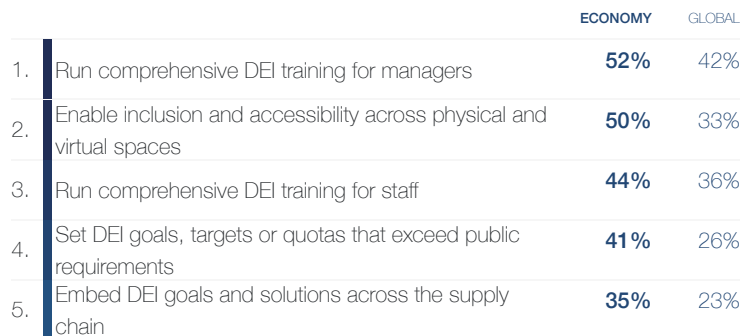 ECONOMY GLOBAL
1. Run comprehensive DEI training for managers 52% 42%
2. Enable inclusion and accessibility across physical and
virtual spaces 50% 33%
3. Run comprehensive DEI training for staff 44% 36%
4. Set DEI goals, targets or quotas that exceed public
requirements 41% 26%
5. Embed DEI goals and solutions across the supply
chain 35% 23%